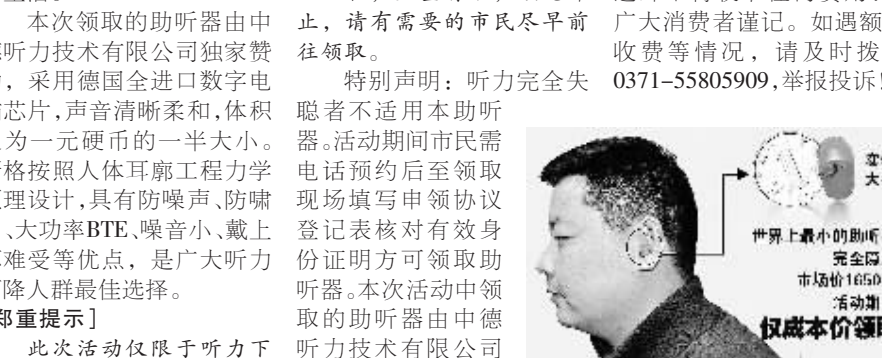 本次领取的助听器由中
听力技术有限公司独家赞
，采用德国全进口数字电
芯片，声音清晰柔和，体积
为一元硬币的一半大小。
格按照人体耳廓工程力学
理设计，具有防噪声、防啸
、大功率BTE、噪音小、戴上
难受等优点，是广大听力
降人群最佳选择。
郑重提示］
此次活动仅限于听力下
止，请有需要的市民尽早前
往领取。
特别声明：听力完全失
聪者不适用本助听
器。活动期间市民需
电话预约后至领取
现场填写申领协议
登记表核对有效身
份证明方可领取助
听器。本次活动中领
取的助听器由中德
听力技术有限公司
广大消费者谨记。如遇额
收费等情况，请及时拨
0371-55805909，举报投诉！
大
世界上最小的助听
完全隐
市场价1650
活动期
仅成本价领取